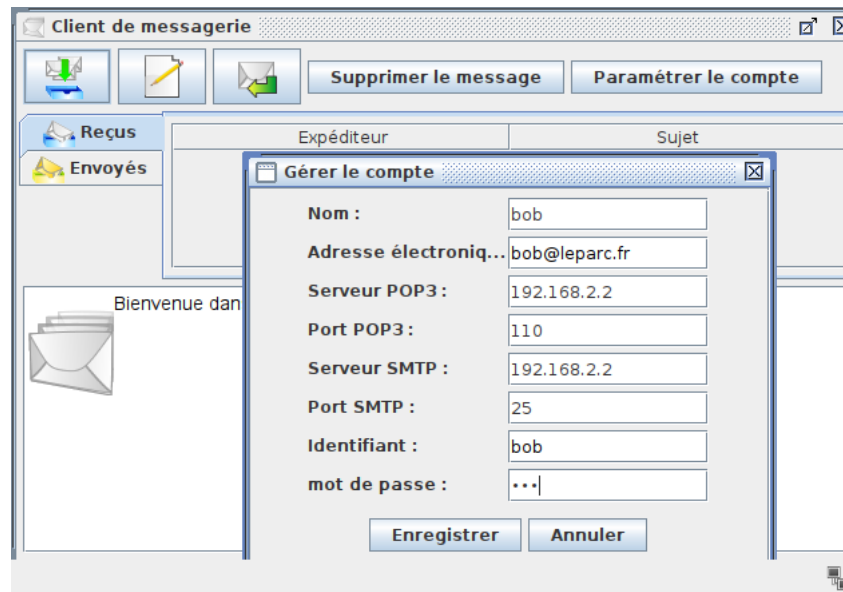 Client de messagerie
Supprimer le message
Paramétrer le compte
Reçus
Expéditeur
Sujet
Envoyés
Gérer le compte
Nom :
bob
Adresse électroniq...
bob@leparc.fr
Serveur POP3 :
192.168.2.2
Bienvenue dan
Port POP3 :
110
Serveur SMTP :
192.168.2.2
Port SMTP :
25
Identifiant :
bob
mot de passe :
•••
Enregistrer
Annuler